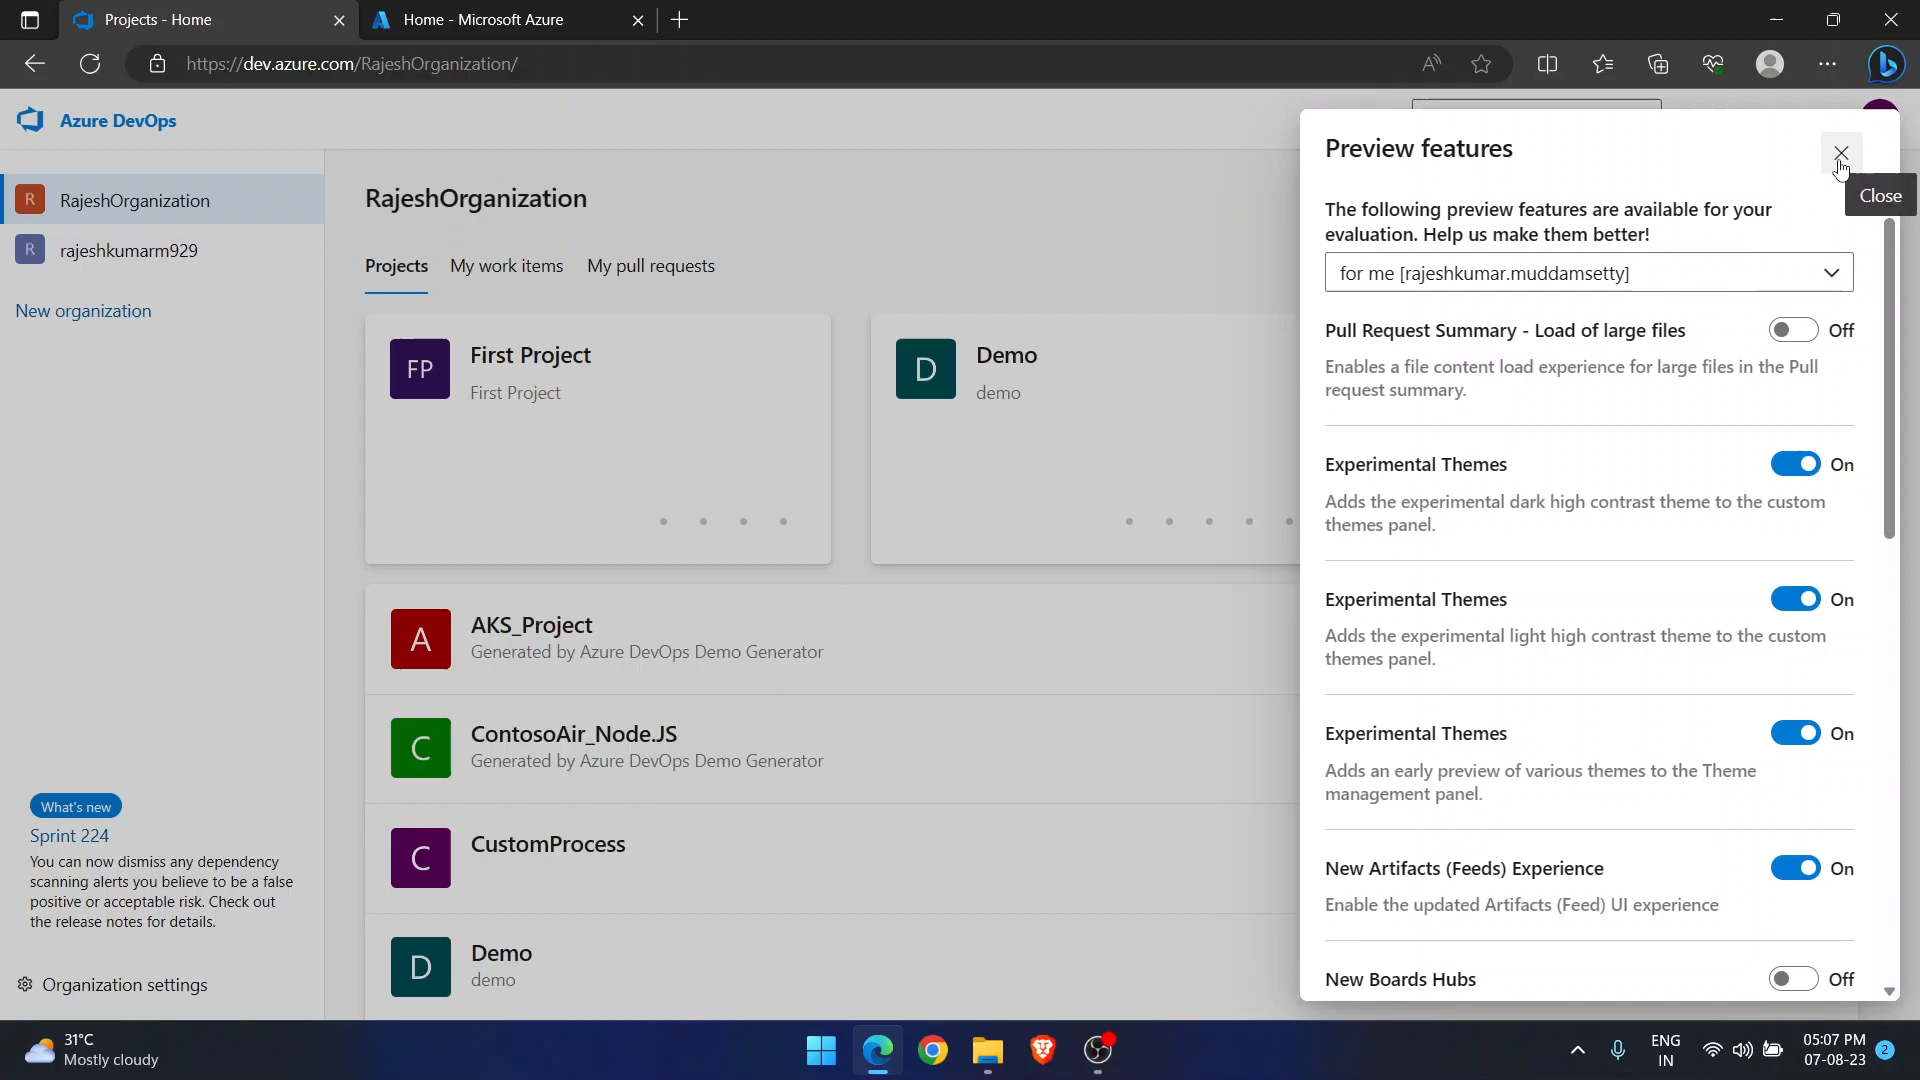 Projects - Home
Home - Microsoft Azure
https://dev.azure.com/RajeshOrganization/
Azure DevOps
R RajeshOrganization
R rajeshkumarm929
New organization
What's new
Sprint 224
You can now dismiss any dependency
scanning alerts you believe to be a false
positive or acceptable risk. Check out
the release notes for details.
Organization settings
RajeshOrganization
Projects My work items My pull requests
FP First Project
First Project
D Demo
demo
A AKS_Project
Generated by Azure DevOps Demo Generator
C ContosoAir_Node.JS
Generated by Azure DevOps Demo Generator
C CustomProcess
D Demo
demo
Preview features
Close
The following preview features are available for your
evaluation. Help us make them better!
for me [rajeshkumar.muddamsetty]
Pull Request Summary - Load of large files Off
Enables a file content load experience for large files in the Pull
request summary.
Experimental Themes On
Adds the experimental dark high contrast theme to the custom
themes panel.
Experimental Themes On
Adds the experimental light high contrast theme to the custom
themes panel.
Experimental Themes On
Adds an early preview of various themes to the Theme
management panel.
New Artifacts (Feeds) Experience On
Enable the updated Artifacts (Feed) UI experience
New Boards Hubs Off
31°C
Mostly cloudy
ENG
IN
05:07 PM
07-08-23
2